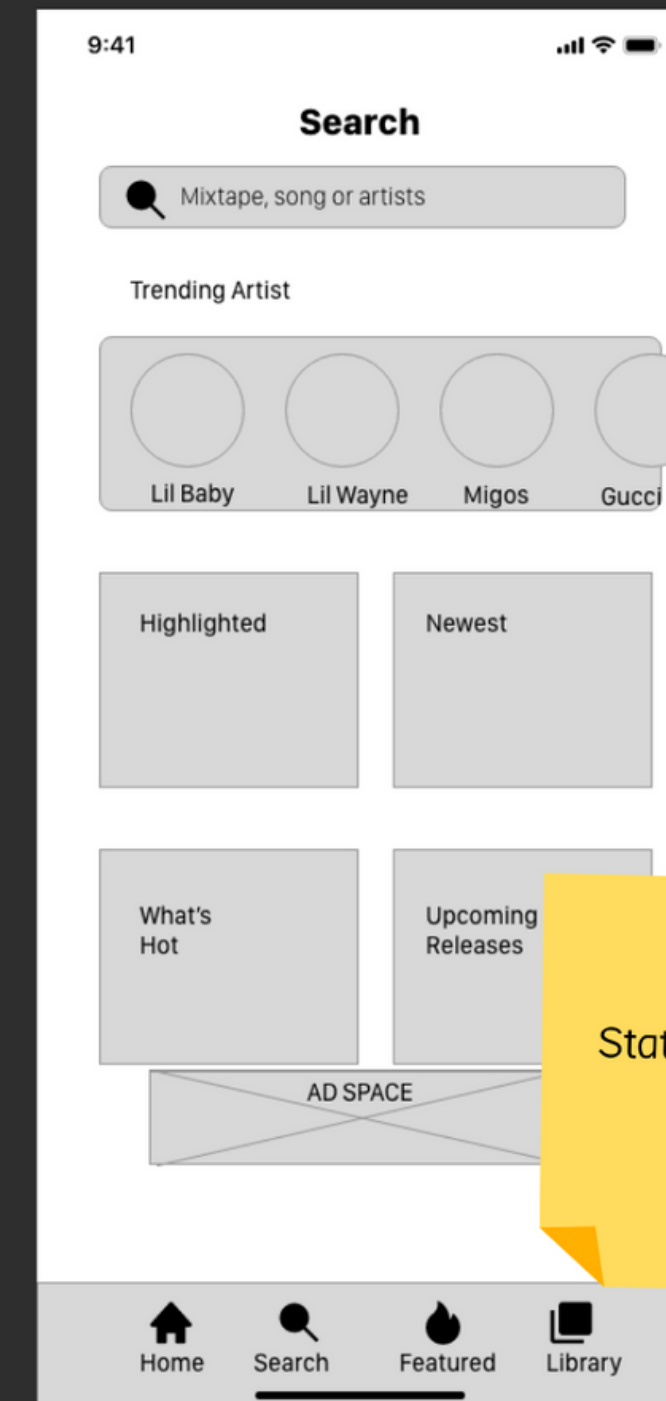 9:41
Search
Mixtape, song or artists
Trending Artist
Lil Baby Lil Wayne Migos Gucci
Highlighted Newest
What's
Hot
Upcoming
Releases
Stat
AD SPACE
Home Search Featured Library